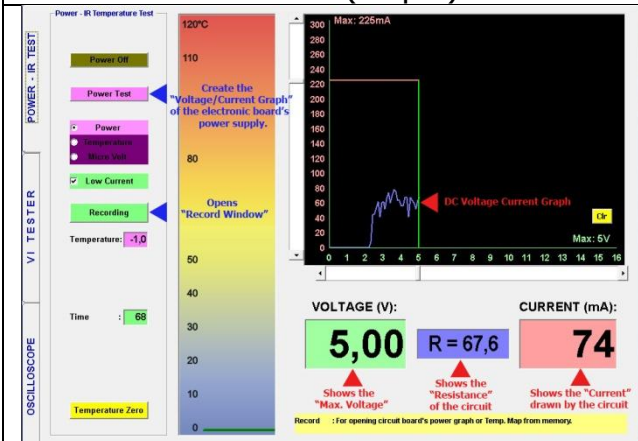 Power - IR Temperature Test
POWER - IR TEST
VI TESTER
OSCILLOSCOPE
Power Off
Power Test
Power
Temperature
Micro Volt
Low Current
Recording
Temperature: -1,0
Time : 68
Temperature Zero
120°C
110
80
50
40
30
20
10
0
Create the
"Voltage/Current Graph"
of the electronic board's
power supply.
Opens
"Record Window"
Max: 225mA
300
280
260
240
220
200
180
160
140
120
100
80
60
40
20
0
DC Voltage Current Graph
Clr
Max: 5V
0 1 2 3 4 5 6 7 8 9 10 11 12 13 14 15 16
VOLTAGE (V):
5,00
Shows the
"Max. Voltage"
R = 67,6
Shows the
"Resistance"
of the circuit
CURRENT (mA):
74
Shows the "Current"
drawn by the circuit
Record : For opening circuit board's power graph or Temp. Map from memory.